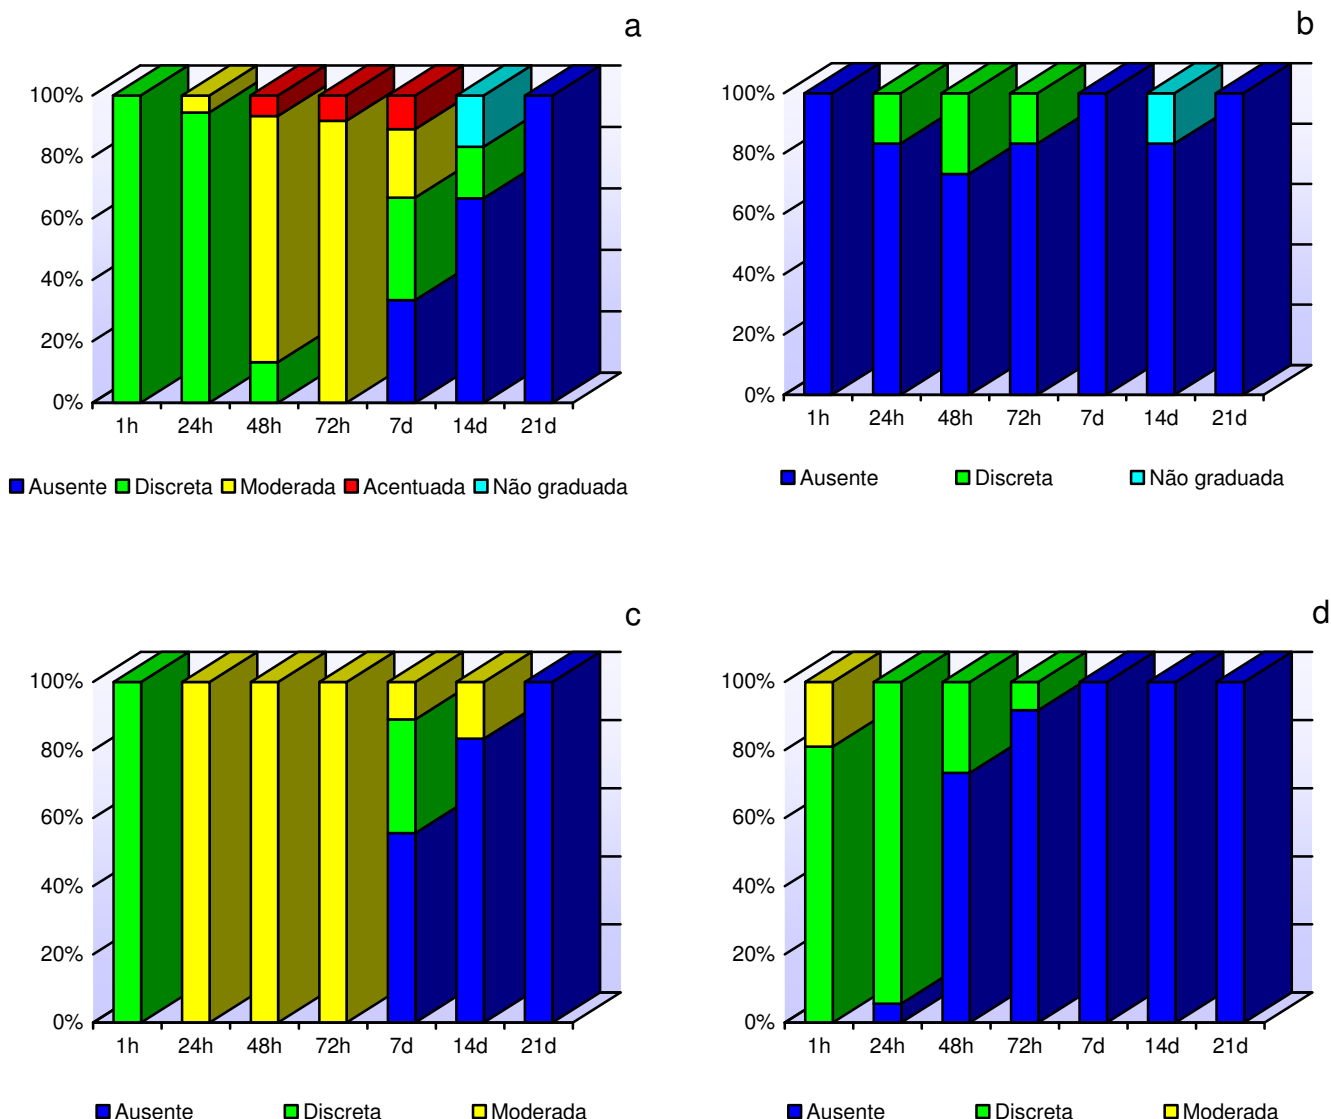 a
100%
80%
60%
40%
20%
0%
1h 24h 48h 72h 7d 14d 21d
Ausente Discreta Moderada Acentuada Não graduada
b
100%
80%
60%
40%
20%
0%
1h 24h 48h 72h 7d 14d 21d
Ausente Discreta Não graduada
c
100%
80%
60%
40%
20%
0%
1h 24h 48h 72h 7d 14d 21d
Ausente Discreta Moderada
d
100%
80%
60%
40%
20%
0%
1h 24h 48h 72h 7d 14d 21d
Ausente Discreta Moderada